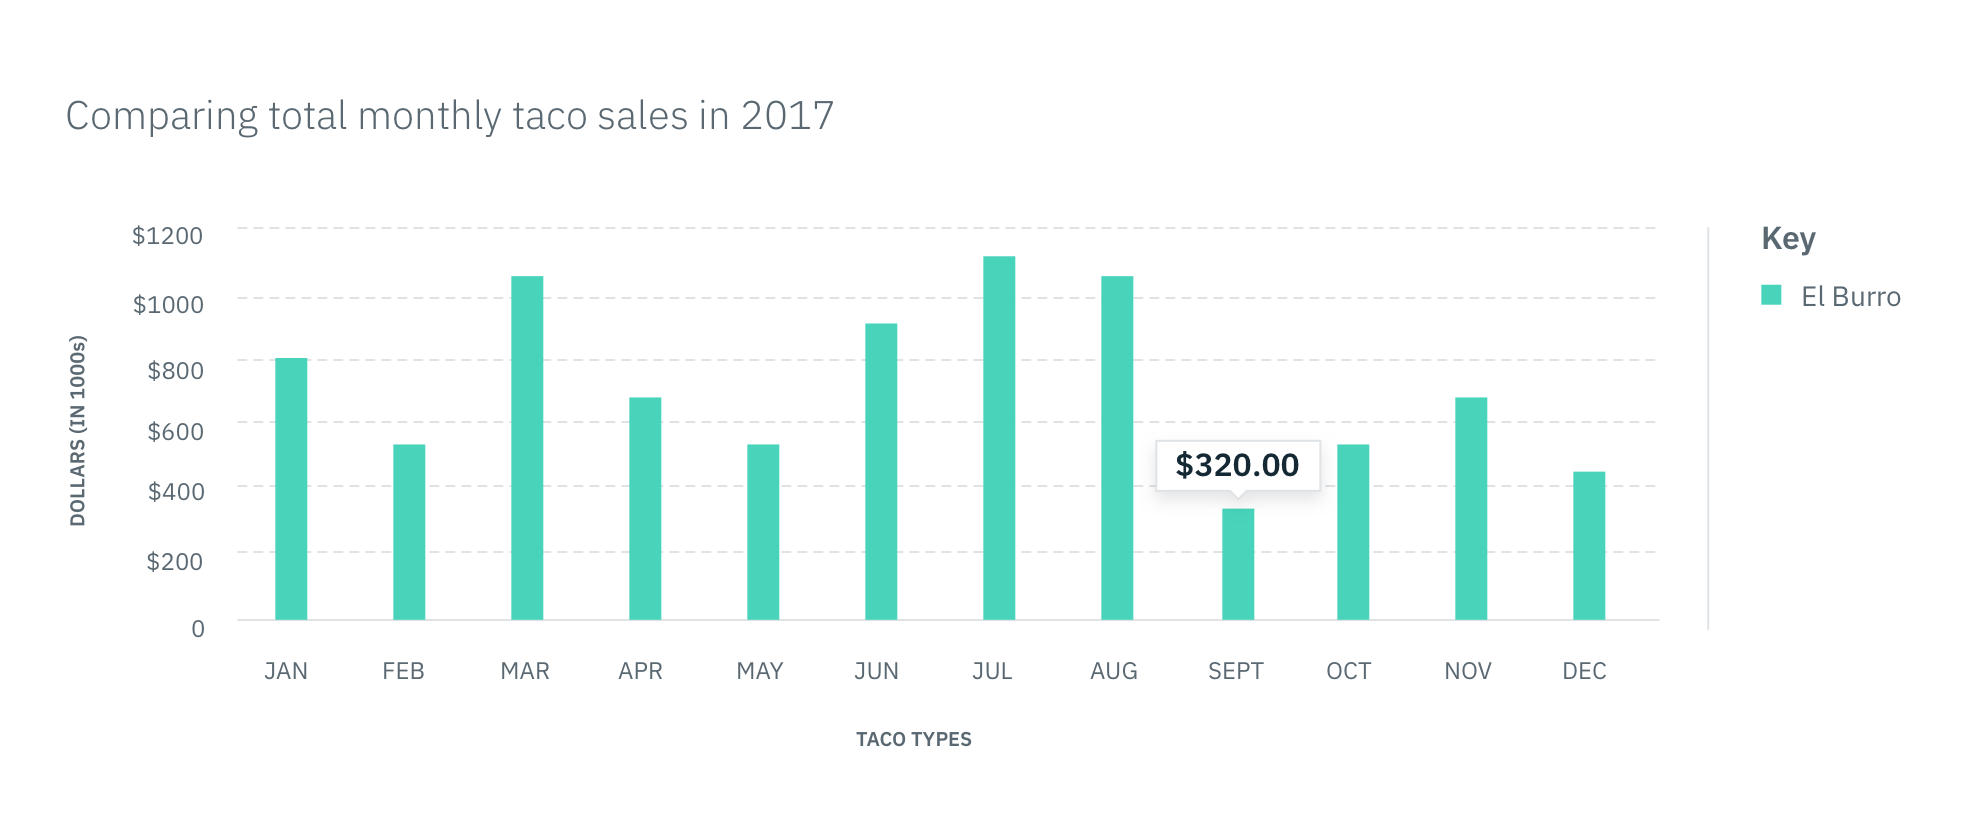 Comparing total monthly taco sales in 2017
$1200
$1000
$800
$600
$400
$200
0
DOLLARS (IN 1000s)
$320.00
JAN FEB MAR APR MAY JUN JUL AUG SEPT OCT NOV DEC
TACO TYPES
Key
El Burro